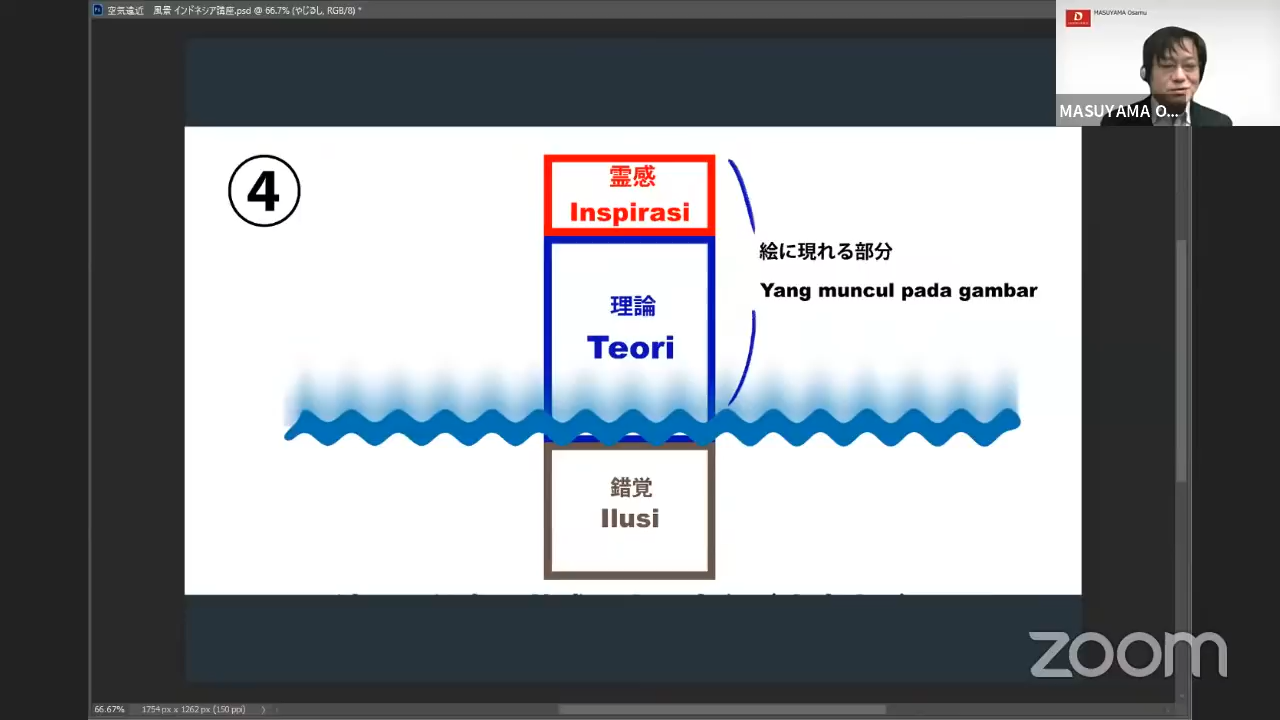 空気遠近　風景 インドネシア講座.psd @ 66.7% (やじるし, RGB/8) *
MASUYAMA Osamu
MASUYAMA O...
④
霊感
Inspirasi
絵に現れる部分
Yang muncul pada gambar
理論
Teori
錯覚
Ilusi
zoom
66.67%
1754 px x 1262 px (150 ppi)